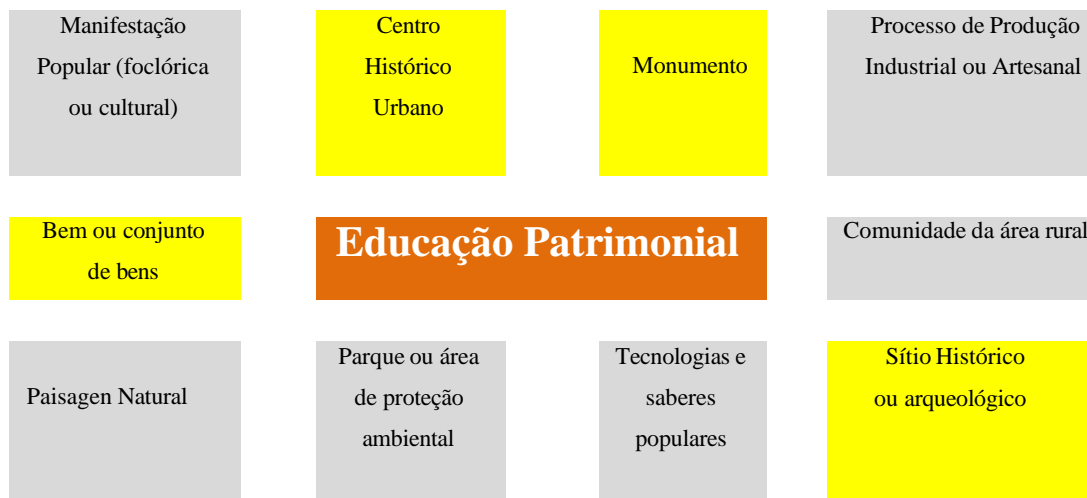 Manifestação
Popular (foclórica
ou cultural)
Centro
Histórico
Urbano
Monumento
Processo de Produção
Industrial ou Artesanal
Bem ou conjunto
de bens
Educação Patrimonial
Comunidade da área rural
Paisagen Natural
Parque ou área
de proteção
ambiental
Tecnologias e
saberes
populares
Sítio Histórico
ou arqueológico